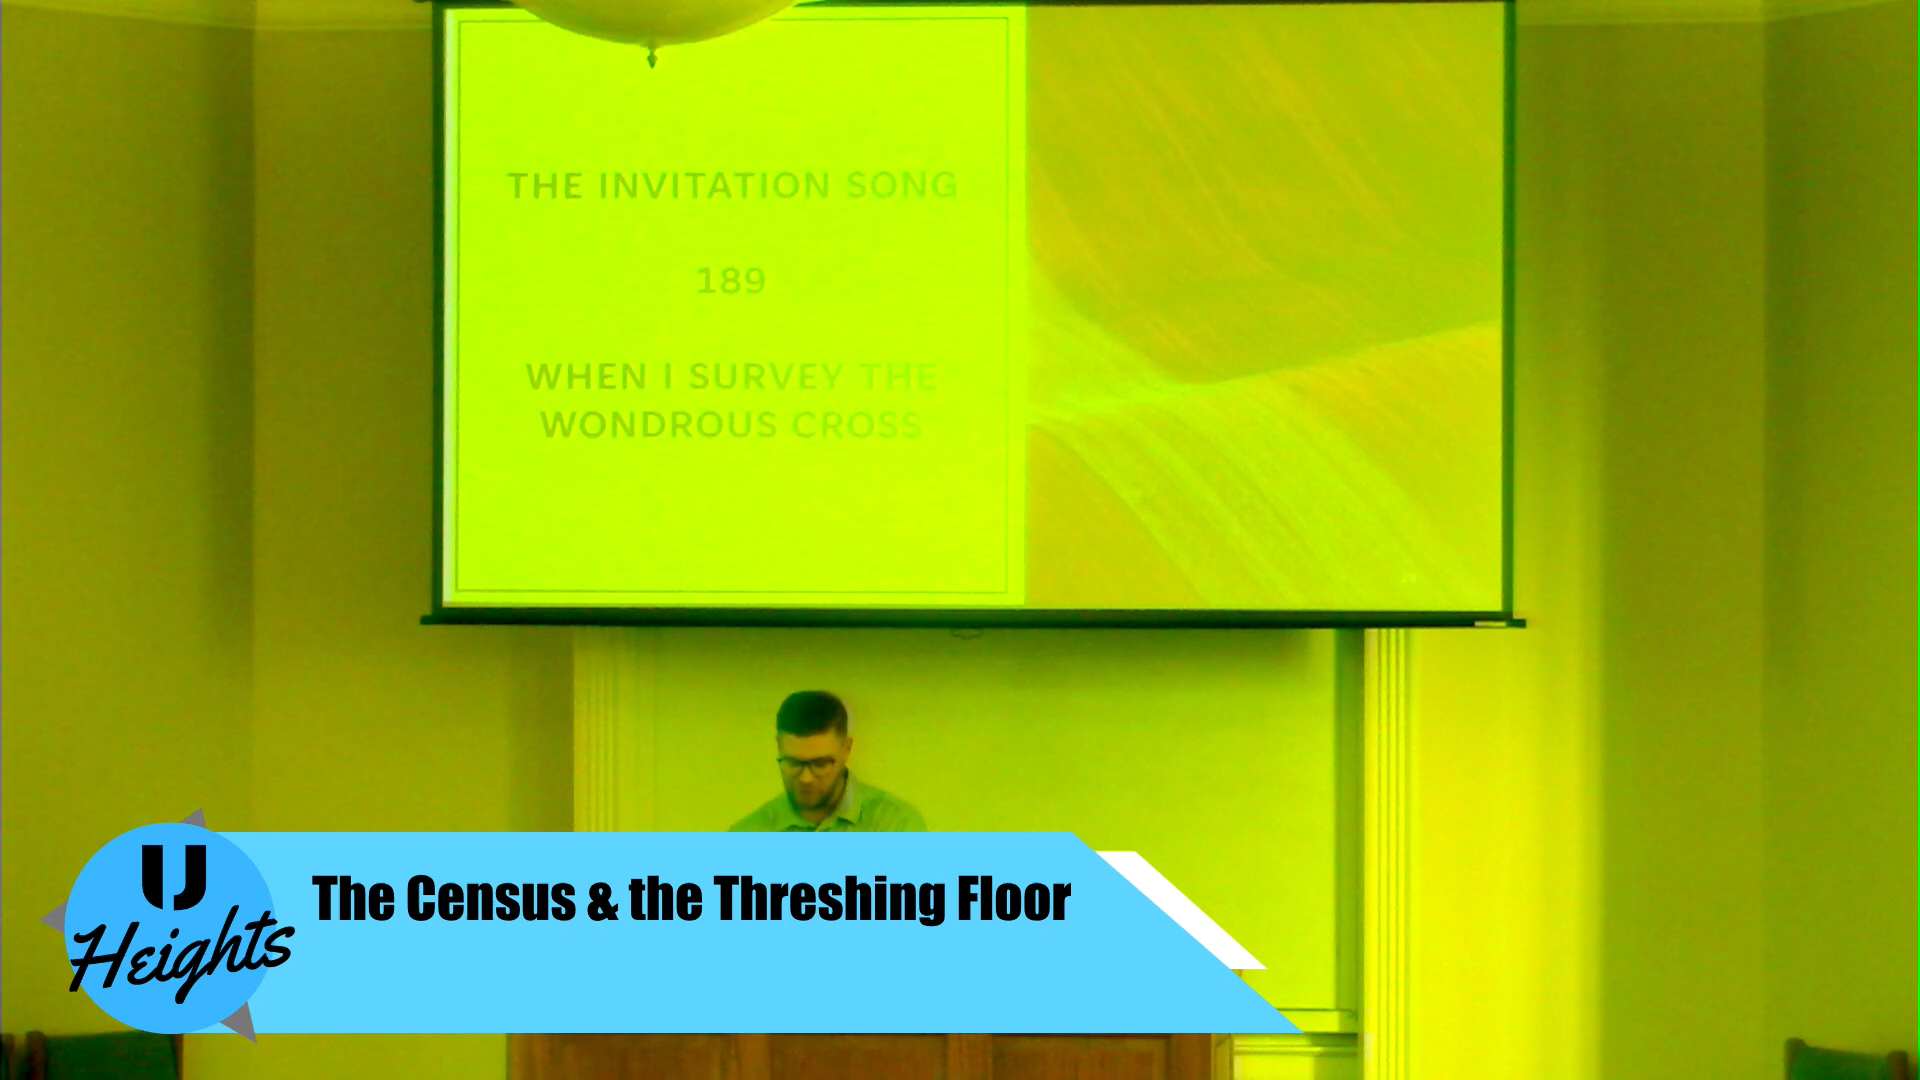 THE INVITATION SONG
189
WHEN I SURVEY THE
WONDROUS CROSS
The Census & the Threshing Floor
U
Heights